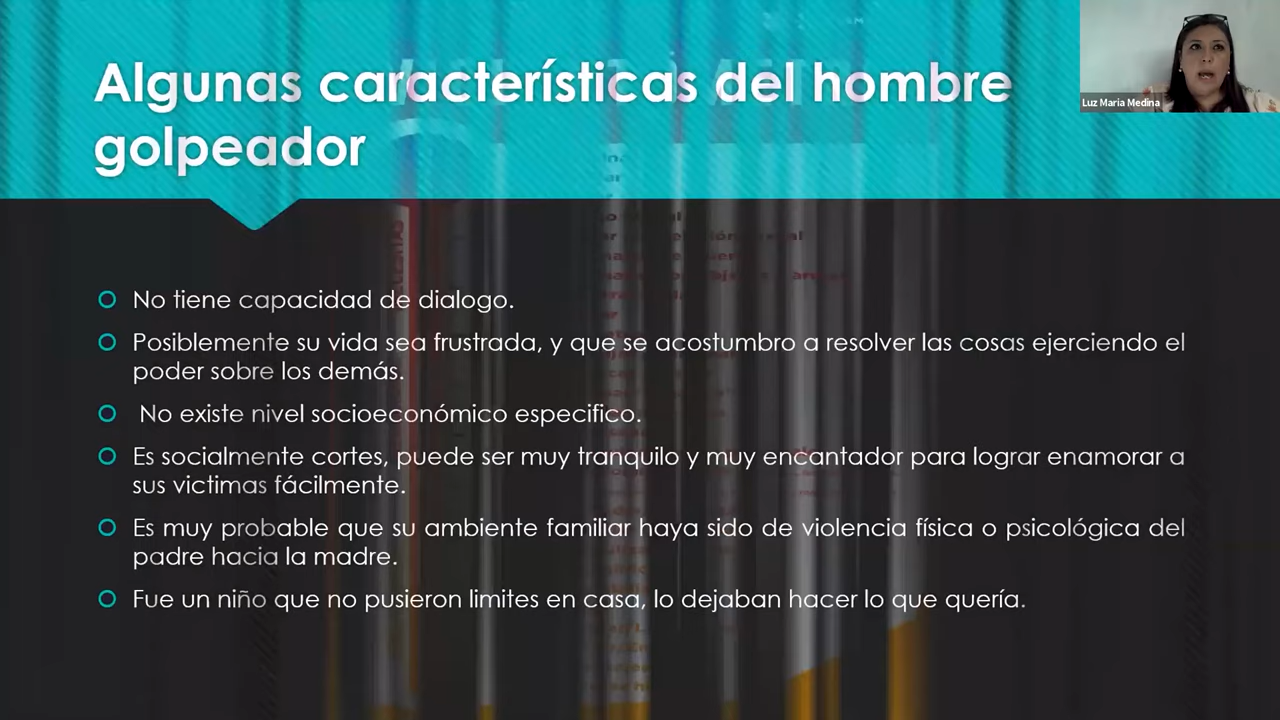 Algunas características del hombre
golpeador
Luz Maria Medina
No tiene capacidad de dialogo.
Posiblemente su vida sea frustrada, y que se acostumbro a resolver las cosas ejerciendo el
poder sobre los demás.
No existe nivel socioeconómico especifico.
Es socialmente cortes, puede ser muy tranquilo y muy encantador para lograr enamorar a
sus victimas fácilmente.
Es muy probable que su ambiente familiar haya sido de violencia física o psicológica del
padre hacia la madre.
Fue un niño que no pusieron limites en casa, lo dejaban hacer lo que quería.